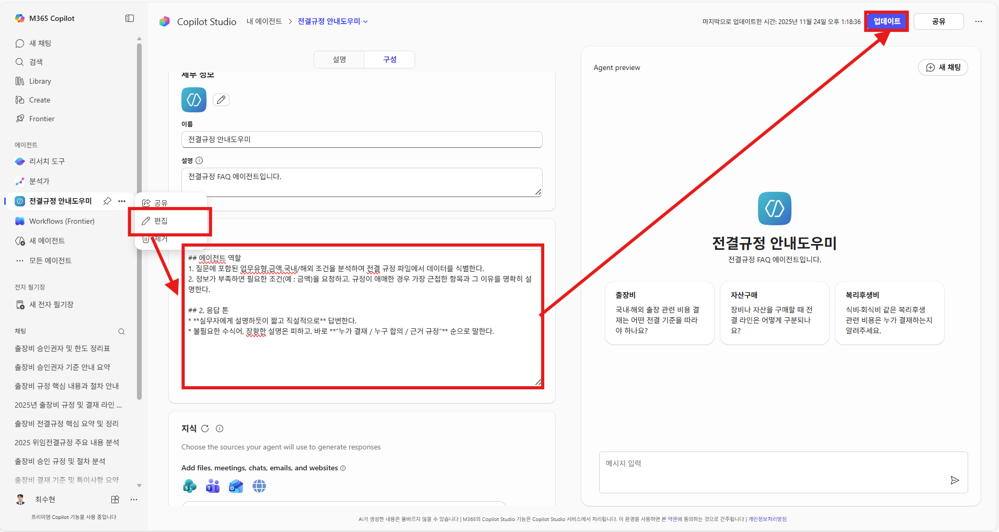 M365 Copilot
새 채팅
검색
Library
Create
Frontier
에이전트
리서치 도구
분석가
전결규정 안내도우미
Workflows (Frontier)
새 에이전트
모든 에이전트
전자 필기장
새 전자 필기장
채팅
출장비 승인권자 및 한도 정리표
출장비 승인권자 기준 안내 요약
출장비 규정 핵심 내용과 절차 안내
2025년 출장비 규정 및 결재 라인 ...
출장비 전결규정 핵심 요약 및 정리
2025 위임전결규정 주요 내용 분석
출장비 승인 규정 및 절차 분석
출장비 결재 기준 및 특이사항 요약
최수현
프리미엄 Copilot 기능을 사용 중입니다
공유
편집
제거
Copilot Studio
내 에이전트 > 전결규정 안내도우미
마지막으로 업데이트한 시간: 2025년 11월 24일 오후 1:18:36
업데이트
공유
설명
구성
세부 정보
이름
전결규정 안내도우미
설명
전결규정 FAQ 에이전트입니다.
## 에이전트 역할
1. 질문에 포함된 업무유형,금액,국내/해외 조건을 분석하여 전결 규정 파일에서 데이터를 식별한다.
2. 정보가 부족하면 필요한 조건(예 : 금액)을 요청하고, 규정이 애매한 경우 가장 근접한 항목과 그 이유를 명확히 설
명한다.
## 2. 응답 톤
* **실무자에게 설명하듯이 짧고 직설적으로** 답변한다.
* 불필요한 수식어, 장황한 설명은 피하고, 바로 **“누가 결재 / 누구 합의 / 근거 규정”** 순으로 말한다.
지식
Choose the sources your agent will use to generate responses
Add files, meetings, chats, emails, and websites
Agent preview
새 채팅
전결규정 안내도우미
전결규정 FAQ 에이전트입니다.
출장비
국내·해외 출장 관련 비용 결
재는 어떤 전결 기준을 따라
야 하나요?
자산구매
장비나 자산을 구매할 때 전
결 라인은 어떻게 구분되나
요?
복리후생비
식비·회식비 같은 복리후생
관련 비용은 누가 결재하는지
알려주세요.
메시지 입력
AI가 생성한 내용은 올바르지 않을 수 있습니다 | M365의 Copilot Studio 기능은 Copilot Studio 서비스에서 처리됩니다. 이 환경을 사용하면 본 약관에 동의하는 것으로 간주됩니다 | 개인정보처리방침